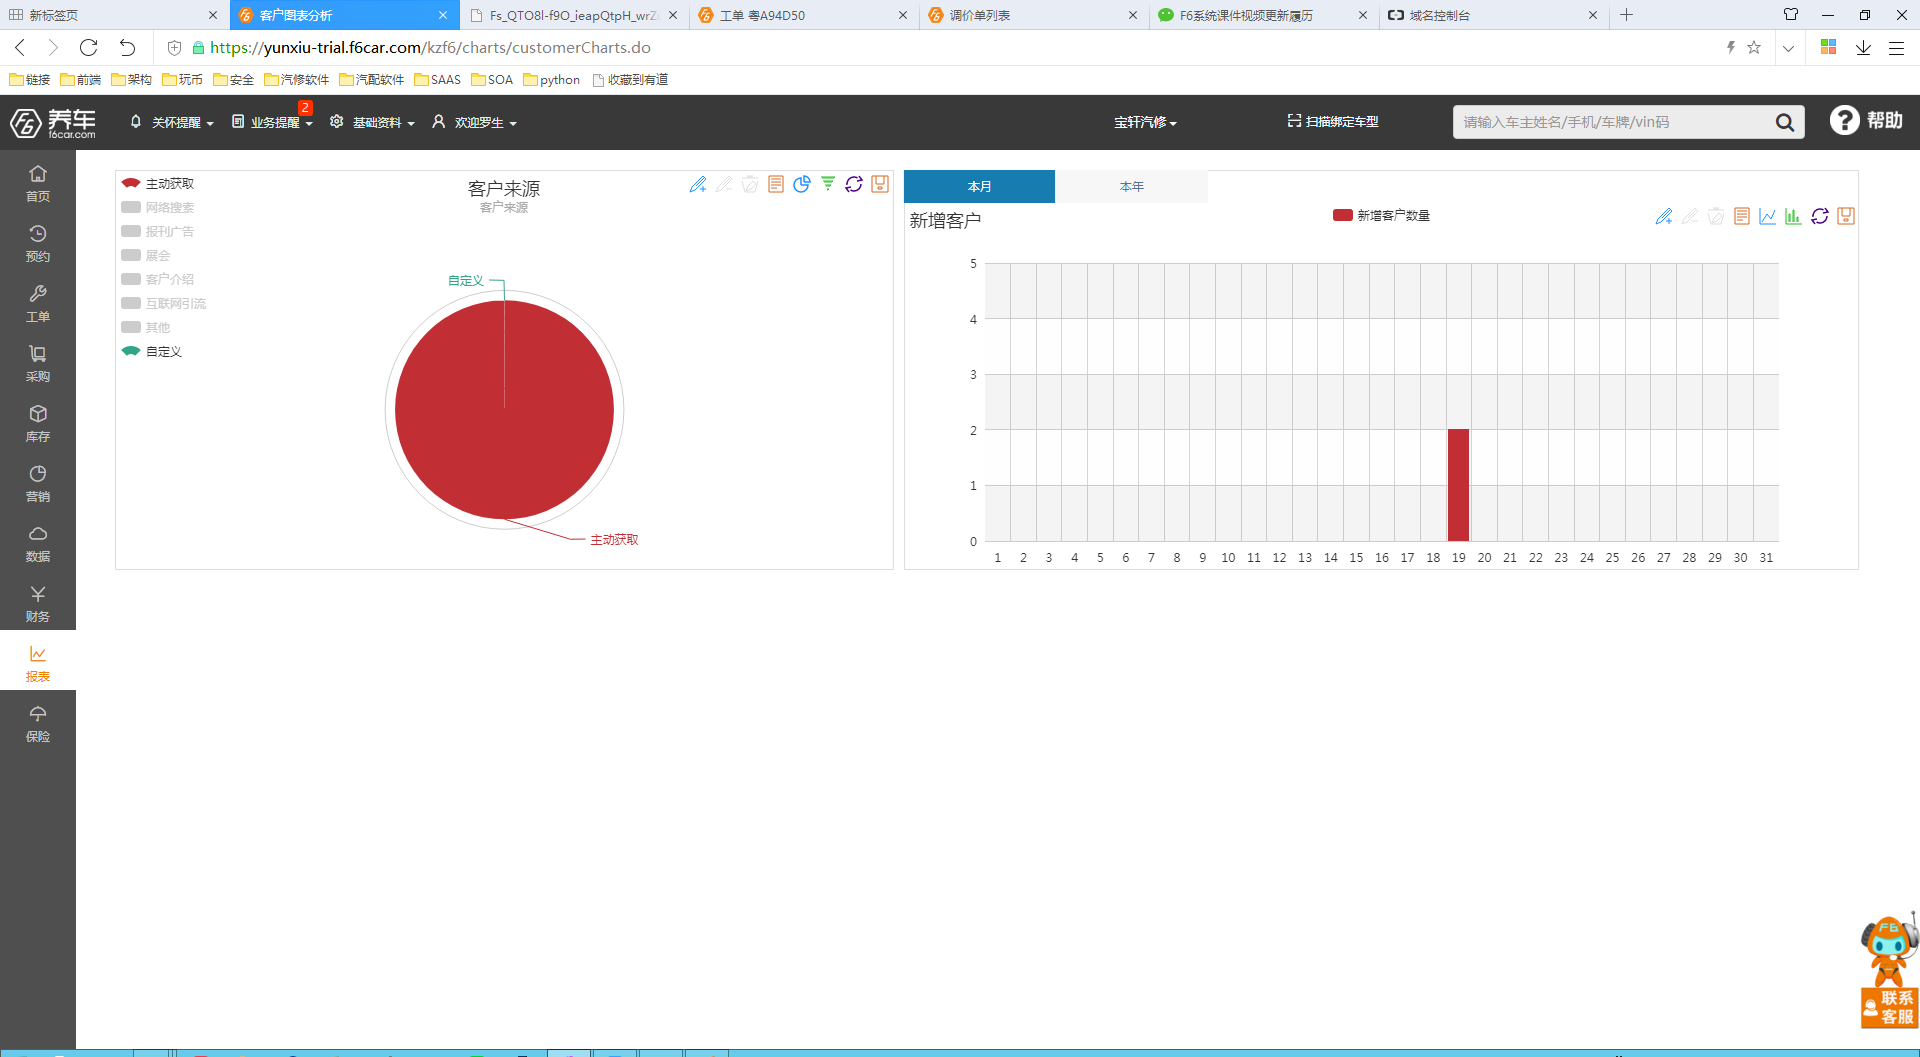 新标签页
客户图表分析
Fs_QTO8l-f9O_ieapQtpH_wrZ
工单 粤A94D50
调价单列表
F6系统课件视频更新履历
域名控制台
https://yunxiu-trial.f6car.com/kzf6/charts/customerCharts.do
链接 前端 架构 玩币 安全 汽修软件 汽配软件 SAAS SOA python 收藏到有道
F6 养车
f6car.com
关怀提醒
业务提醒
2
基础资料
欢迎罗生
宝轩汽修
扫描绑定车型
请输入车主姓名/手机/车牌/vin码
? 帮助
首页
预约
工单
采购
库存
营销
数据
财务
报表
保险
主动获取
网络搜索
报刊广告
展会
客户介绍
互联网引流
其他
自定义
客户来源
客户来源
自定义
主动获取
本月
本年
新增客户
新增客户数量
5
4
3
2
1
0
1 2 3 4 5 6 7 8 9 10 11 12 13 14 15 16 17 18 19 20 21 22 23 24 25 26 27 28 29 30 31
F6
联系
客服